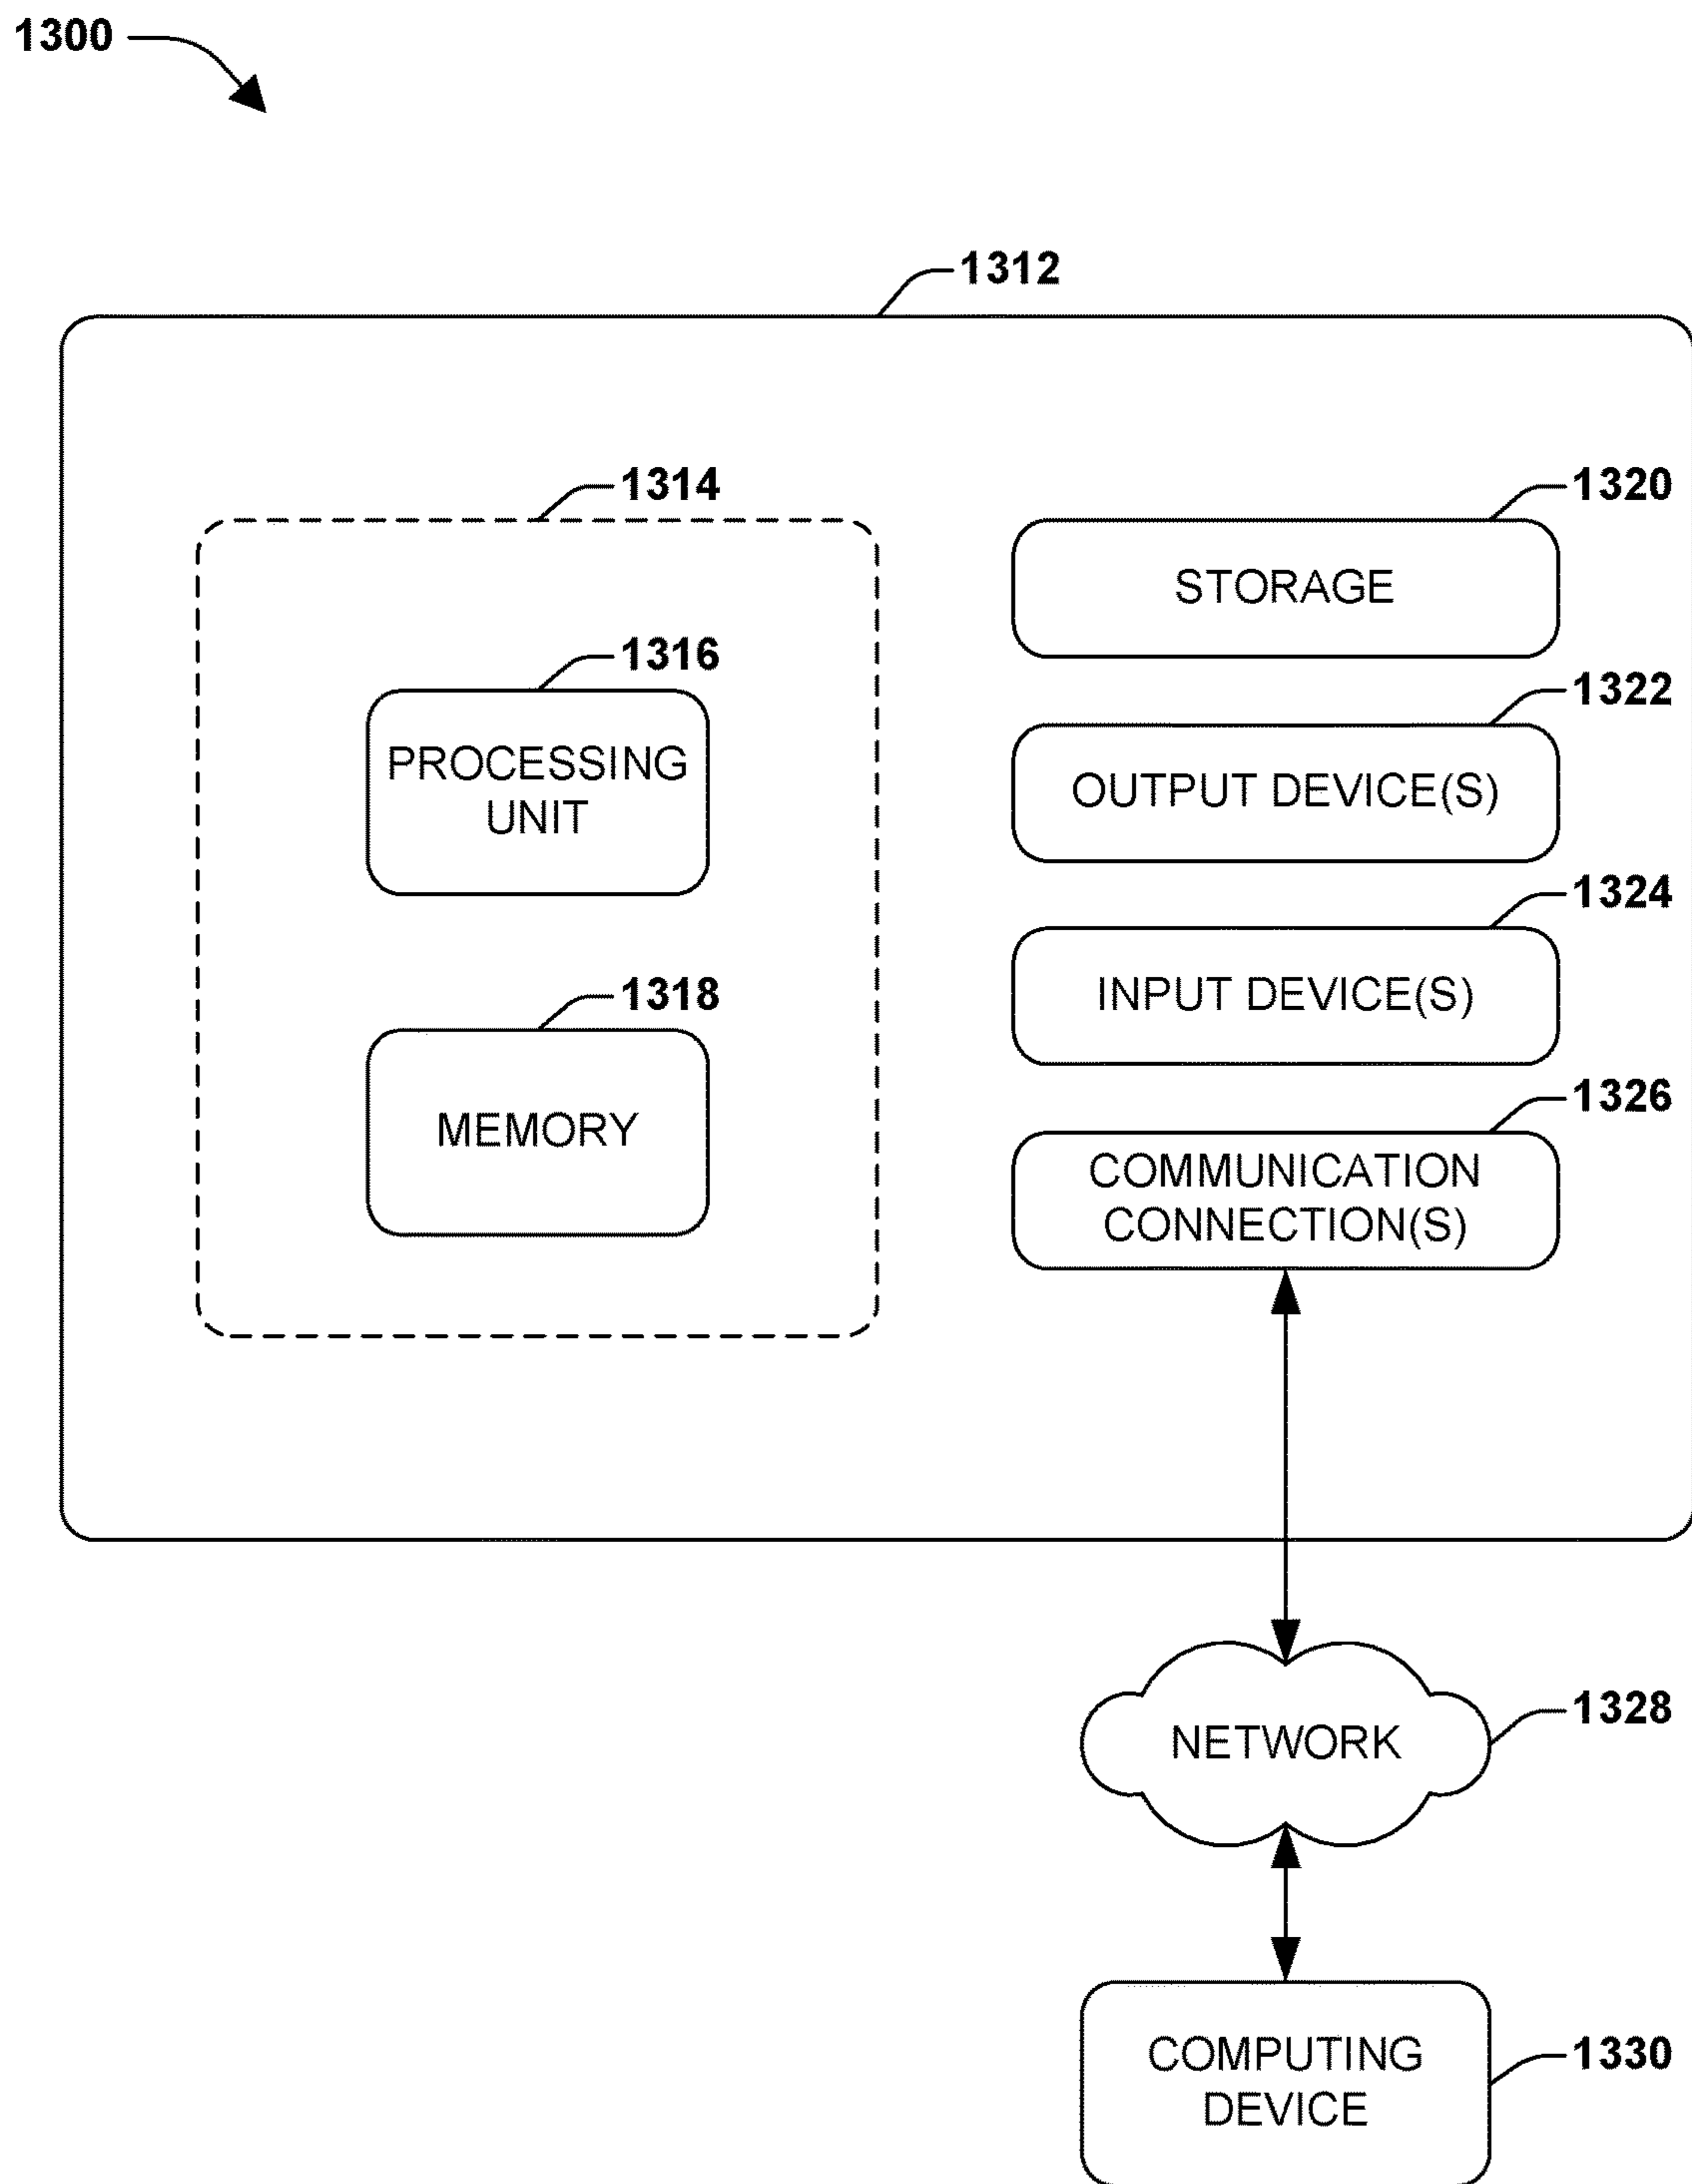 1300
1312
1314
1316
PROCESSING
UNIT
1318
MEMORY
1320
STORAGE
1322
OUTPUT DEVICE(S)
1324
INPUT DEVICE(S)
1326
COMMUNICATION
CONNECTION(S)
1328
NETWORK
1330
COMPUTING
DEVICE